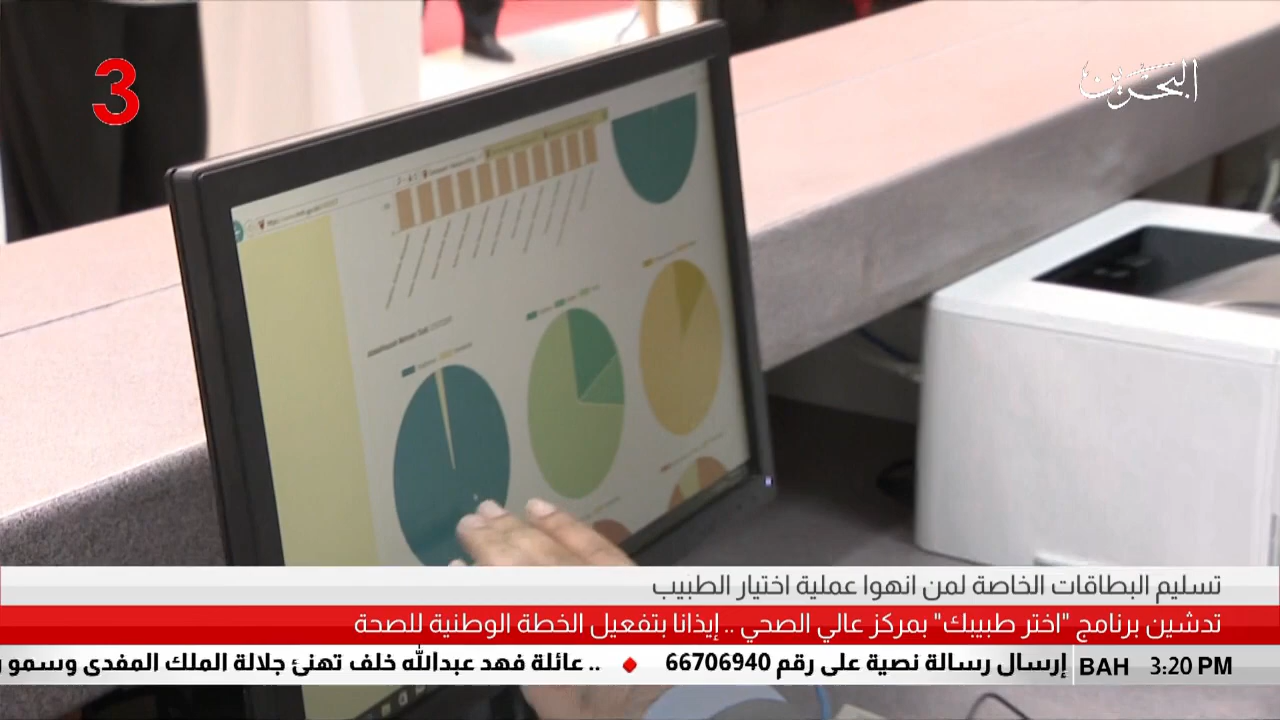 3
البحرين
تسليم البطاقات الخاصة لمن انهوا عملية اختيار الطبيب
تدشين برنامج "اختر طبيبك" بمركز عالي الصحي .. إيذانا بتفعيل الخطة الوطنية للصحة
BAH 3:20 PM
إرسال رسالة نصية على رقم 66706940 ♦ .. عائلة فهد عبدالله خلف تهنئ جلالة الملك المفدى وسمو